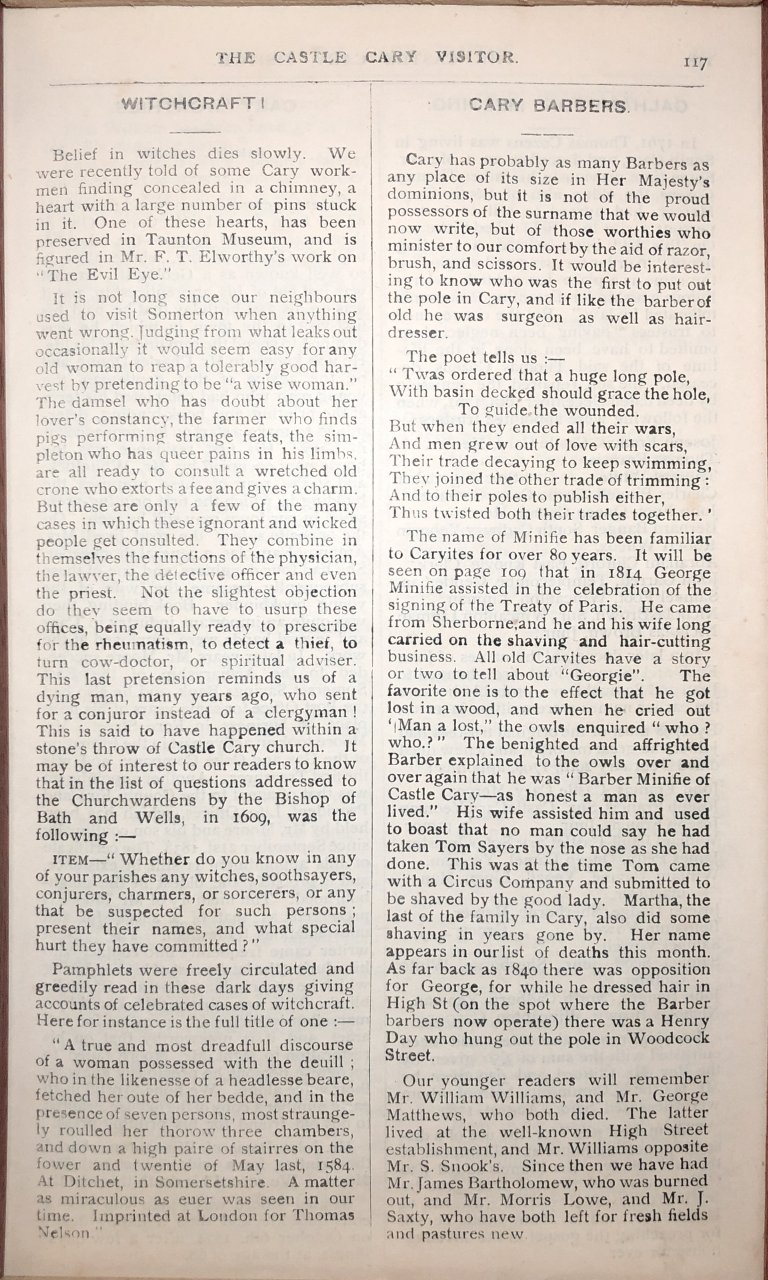 THE CASTLE CARY VISITOR.
117
WITCHCRAFT!
Belief in witches dies slowly. We
were recently told of some Cary work-
men finding concealed in a chimney, a
heart with a large number of pins stuck
in it. One of these hearts, has been
preserved in Taunton Museum, and is
figured in Mr. F. T. Elworthy's work on
"The Evil Eye."
It is not long since our neighbours
used to visit Somerton when anything
went wrong. Judging from what leaks out
occasionally it would seem easy for any
old woman to reap a tolerably good har-
vest by pretending to be "a wise woman."
The damsel who has doubt about her
lover's constancy, the farmer who finds
pigs performing strange feats, the sim-
pleton who has queer pains in his limbs,
are all ready to consult a wretched old
crone who extorts a fee and gives a charm.
But these are only a few of the many
cases in which these ignorant and wicked
people get consulted. They combine in
themselves the functions of the physician,
the lawyer, the detective officer and even
the priest. Not the slightest objection
do they seem to have to usurp these
offices, being equally ready to prescribe
for the rheumatism, to detect a thief, to
turn cow-doctor, or spiritual adviser.
This last pretension reminds us of a
dying man, many years ago, who sent
for a conjuror instead of a clergyman!
This is said to have happened within a
stone's throw of Castle Cary church. It
may be of interest to our readers to know
that in the list of questions addressed to
the Churchwardens by the Bishop of
Bath and Wells, in 1609, was the
following :—
ITEM—"Whether do you know in any
of your parishes any witches, soothsayers,
conjurers, charmers, or sorcerers, or any
that be suspected for such persons;
present their names, and what special
hurt they have committed?"
Pamphlets were freely circulated and
greedily read in these dark days giving
accounts of celebrated cases of witchcraft.
Here for instance is the full title of one :—
"A true and most dreadfull discourse
of a woman possessed with the deuill;
who in the likenesse of a headlesse beare,
fetched her oute of her bedde, and in the
presence of seven persons, most straunge-
ly roulled her thorow three chambers,
and down a high paire of stairres on the
fower and twentie of May last, 1584.
At Ditchet, in Somersetshire. A matter
as miraculous as euer was seen in our
time. Imprinted at London for Thomas
Nelson."
CARY BARBERS.
Cary has probably as many Barbers as
any place of its size in Her Majesty's
dominions, but it is not of the proud
possessors of the surname that we would
now write, but of those worthies who
minister to our comfort by the aid of razor,
brush, and scissors. It would be interest-
ing to know who was the first to put out
the pole in Cary, and if like the barber of
old he was surgeon as well as hair-
dresser.
The poet tells us :—
"Twas ordered that a huge long pole,
With basin decked should grace the hole,
To guide the wounded.
But when they ended all their wars,
And men grew out of love with scars,
Their trade decaying to keep swimming,
They joined the other trade of trimming:
And to their poles to publish either,
Thus twisted both their trades together.'
The name of Minifie has been familiar
to Caryites for over 80 years. It will be
seen on page 109 that in 1814 George
Minifie assisted in the celebration of the
signing of the Treaty of Paris. He came
from Sherborne, and he and his wife long
carried on the shaving and hair-cutting
business. All old Caryites have a story
or two to tell about "Georgie". The
favorite one is to the effect that he got
lost in a wood, and when he cried out
'Man a lost," the owls enquired "who?
who.?" The benighted and affrighted
Barber explained to the owls over and
over again that he was "Barber Minifie of
Castle Cary—as honest a man as ever
lived." His wife assisted him and used
to boast that no man could say he had
taken Tom Sayers by the nose as she had
done. This was at the time Tom came
with a Circus Company and submitted to
be shaved by the good lady. Martha, the
last of the family in Cary, also did some
shaving in years gone by. Her name
appears in our list of deaths this month.
As far back as 1840 there was opposition
for George, for while he dressed hair in
High St (on the spot where the Barber
barbers now operate) there was a Henry
Day who hung out the pole in Woodcock
Street.
Our younger readers will remember
Mr. William Williams, and Mr. George
Matthews, who both died. The latter
lived at the well-known High Street
establishment, and Mr. Williams opposite
Mr. S. Snook's. Since then we have had
Mr. James Bartholomew, who was burned
out, and Mr. Morris Lowe, and Mr. J.
Saxty, who have both left for fresh fields
and pastures new